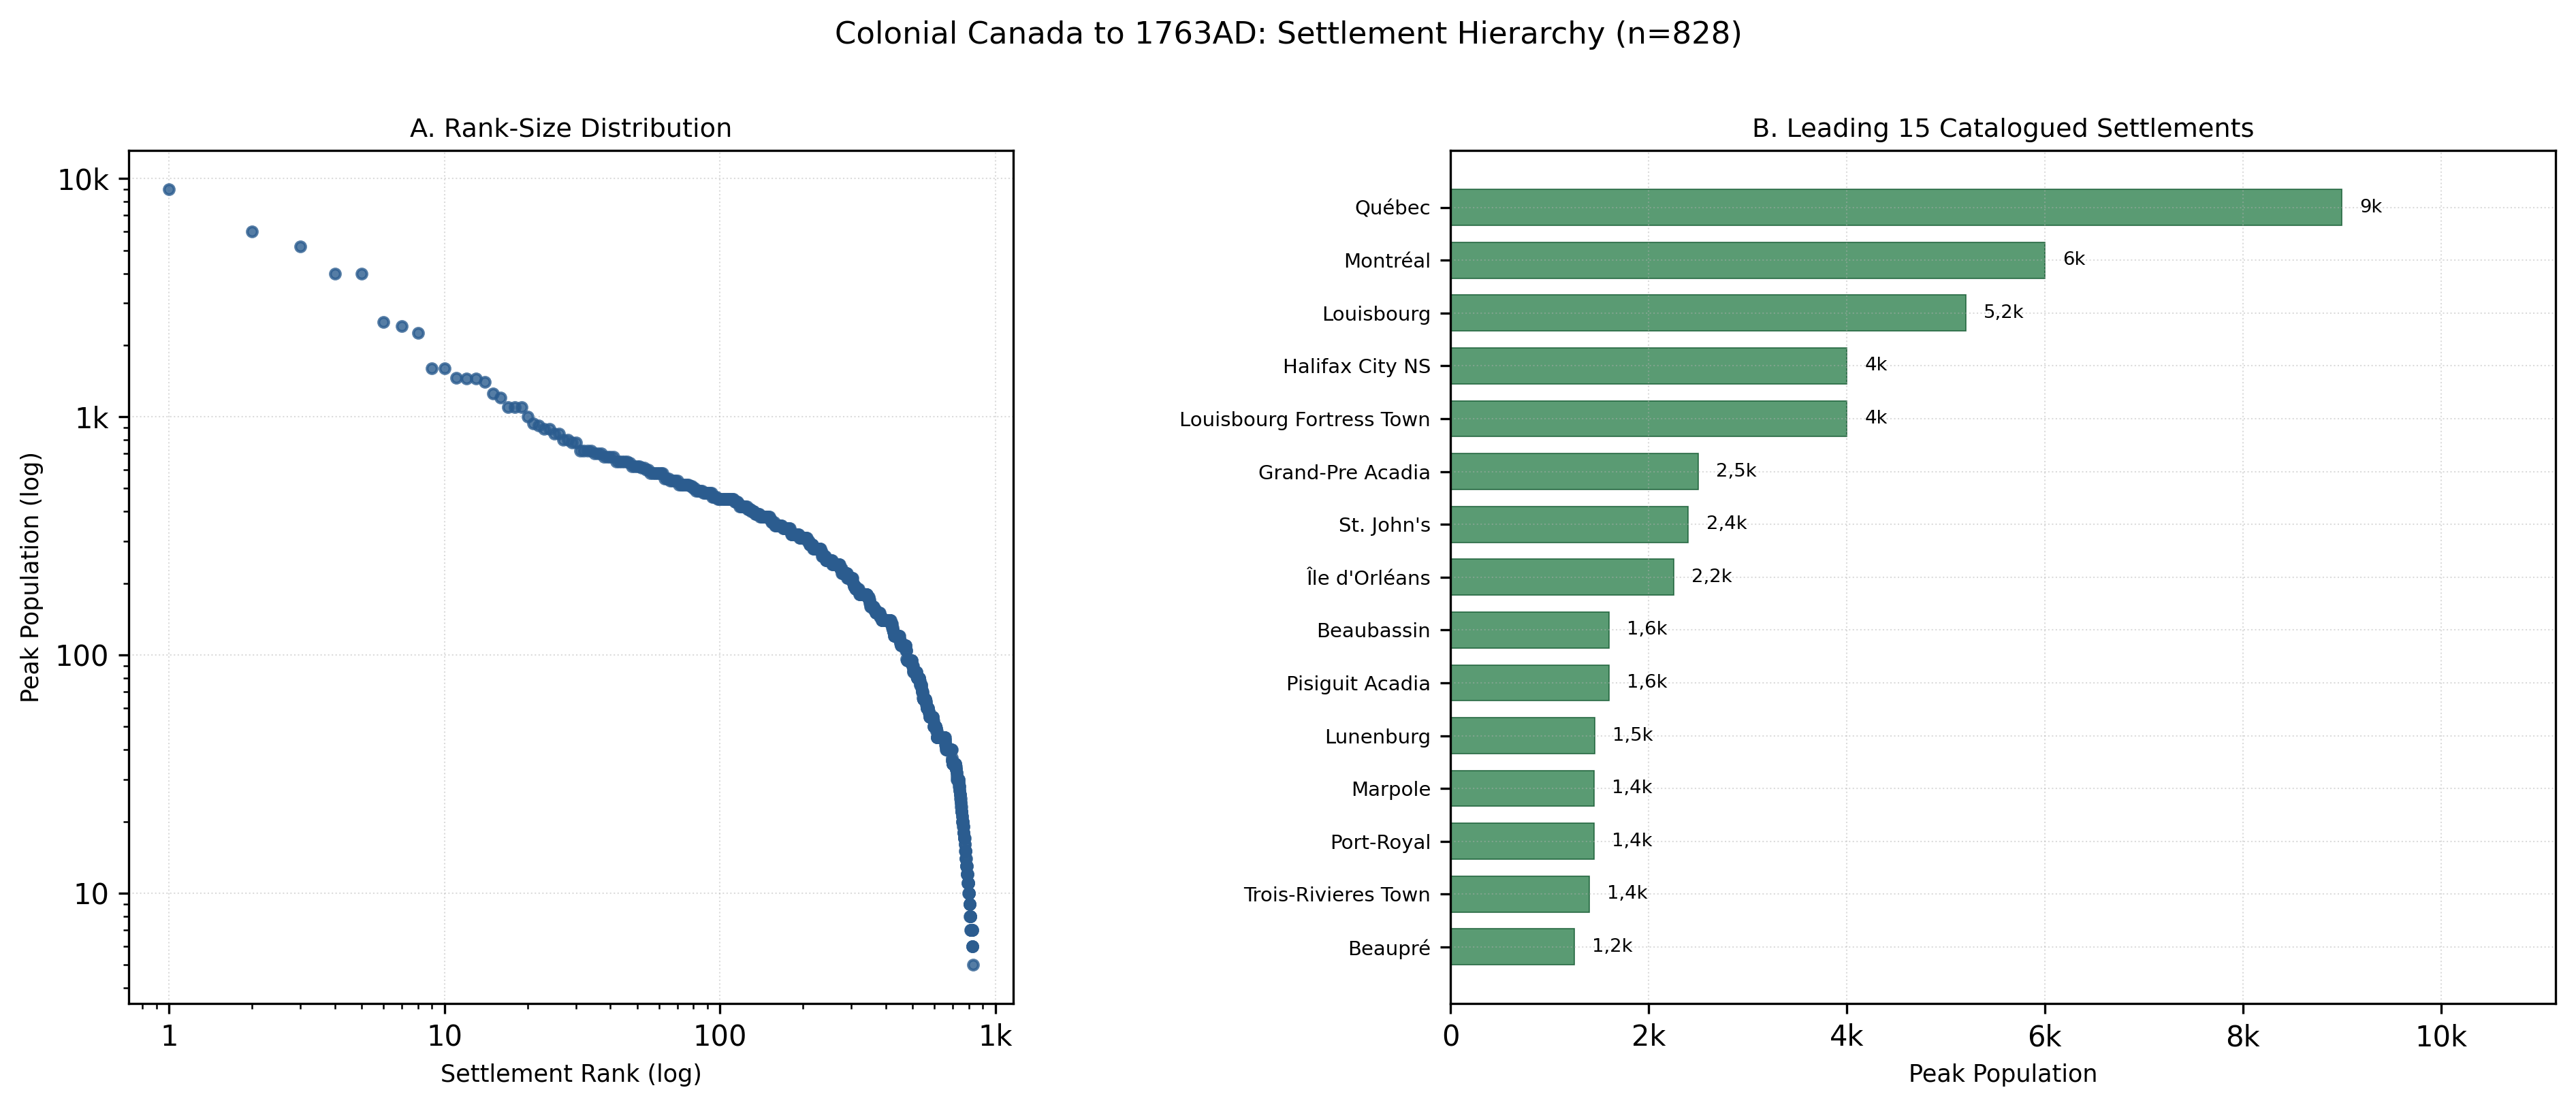 Colonial Canada to 1763AD: Settlement Hierarchy (n=828)
A. Rank-Size Distribution
Peak Population (log)
10k
1k
100
10
1 10 100 1k
Settlement Rank (log)
B. Leading 15 Catalogued Settlements
Québec 9k
Montréal 6k
Louisbourg 5,2k
Halifax City NS 4k
Louisbourg Fortress Town 4k
Grand-Pre Acadia 2,5k
St. John's 2,4k
Île d'Orléans 2,2k
Beaubassin 1,6k
Pisiguit Acadia 1,6k
Lunenburg 1,5k
Marpole 1,4k
Port-Royal 1,4k
Trois-Rivieres Town 1,4k
Beaupré 1,2k
0 2k 4k 6k 8k 10k
Peak Population